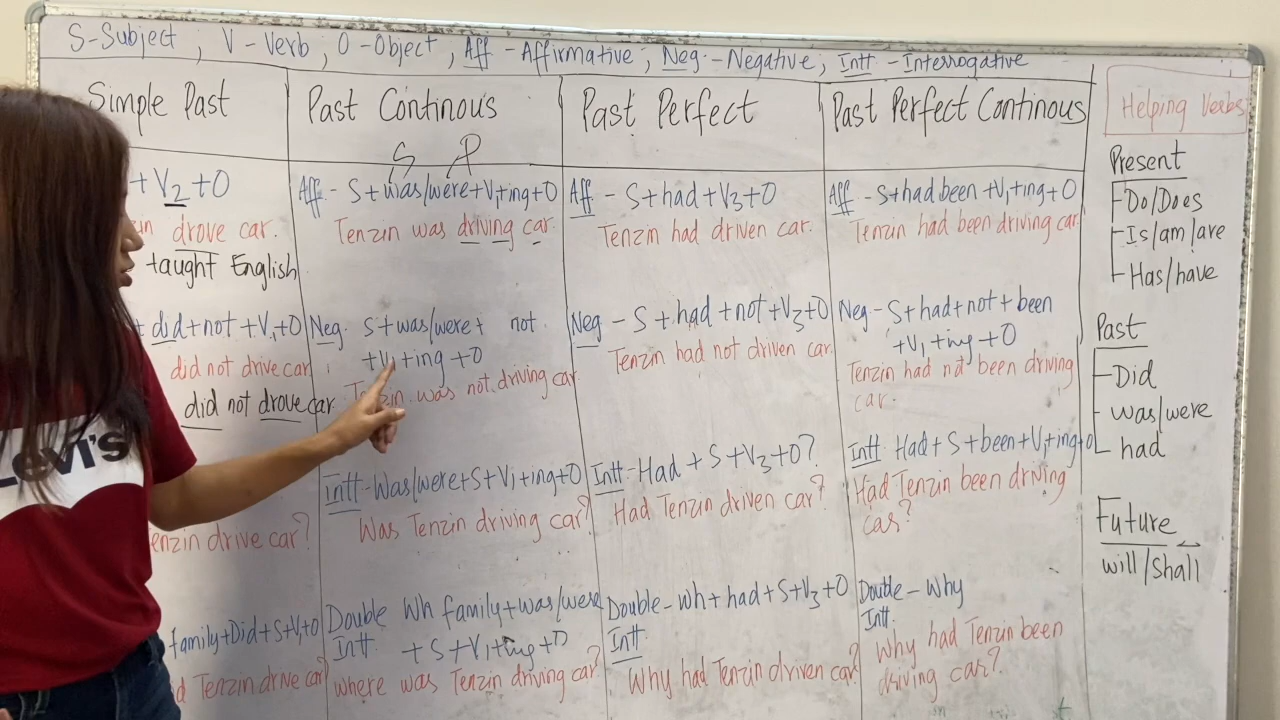 S-Subject , V-Verb , O-Object , Aff-Affirmative , Neg.-Negative, Intt-Interrogative
Simple Past
+V2+O
drove car.
taught English
did+not+V1+O
did not drive car
did not drove car.
Tenzin drive car?
family+Did+S+V1+O
Tenzin drive car?
Past Continous
S P
Aff-S+was/were+V1+ing+O
Tenzin was driving car.
Neg. S+was/were+ not
+V1+ing+O
Tenzin was not driving car
Intt-Was/were+S+V1+ing+O
Was Tenzin driving car?
Double Wh family+was/were
Intt. +S+V1+ing+O
where was Tenzin driving car?
Past Perfect
Aff-S+had+V3+O
Tenzin had driven car.
Neg-S+had+not+V3+O
Tenzin had not driven car.
Intt-Had+S+V3+O?
Had Tenzin driven car?
Double-Wh+had+S+V3+O
Intt.
Why had Tenzin driven car?
Past Perfect Continous
Aff-S+had been+V1+ing+O
Tenzin had been driving car
Neg-S+had+not+been
+V1+ing+O
Tenzin had not been driving
car.
Intt Had+S+been+V1+ing+O
Had Tenzin been driving
car?
Double-Why
Intt.
Why had Tenzin been
driving car?
Helping Verbs
Present
Do/Does
Is/am/are
Has/have
Past
Did
was/were
had
Future
will/shall
Levi's